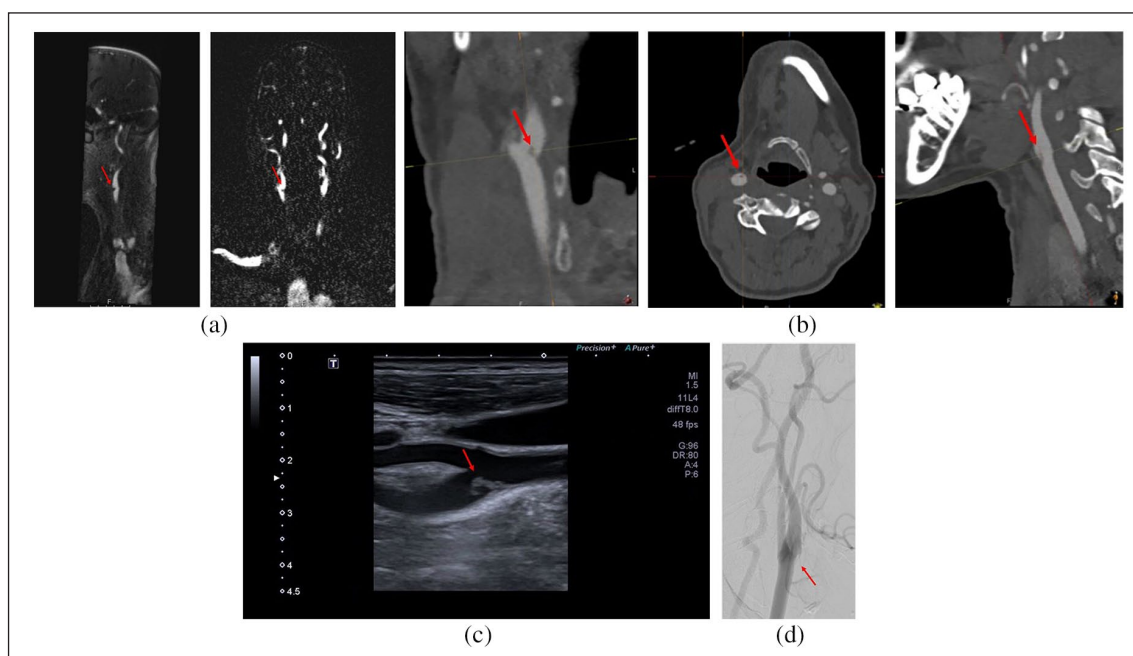 F
L
F
(a)
(b)
F
0
1
2
3
4
4.5
T
Precision+ A Pure+
MI
1.5
11L4
diffT8.0
48 fps
G:96
DR:80
A:4
P:6
(c)
(d)